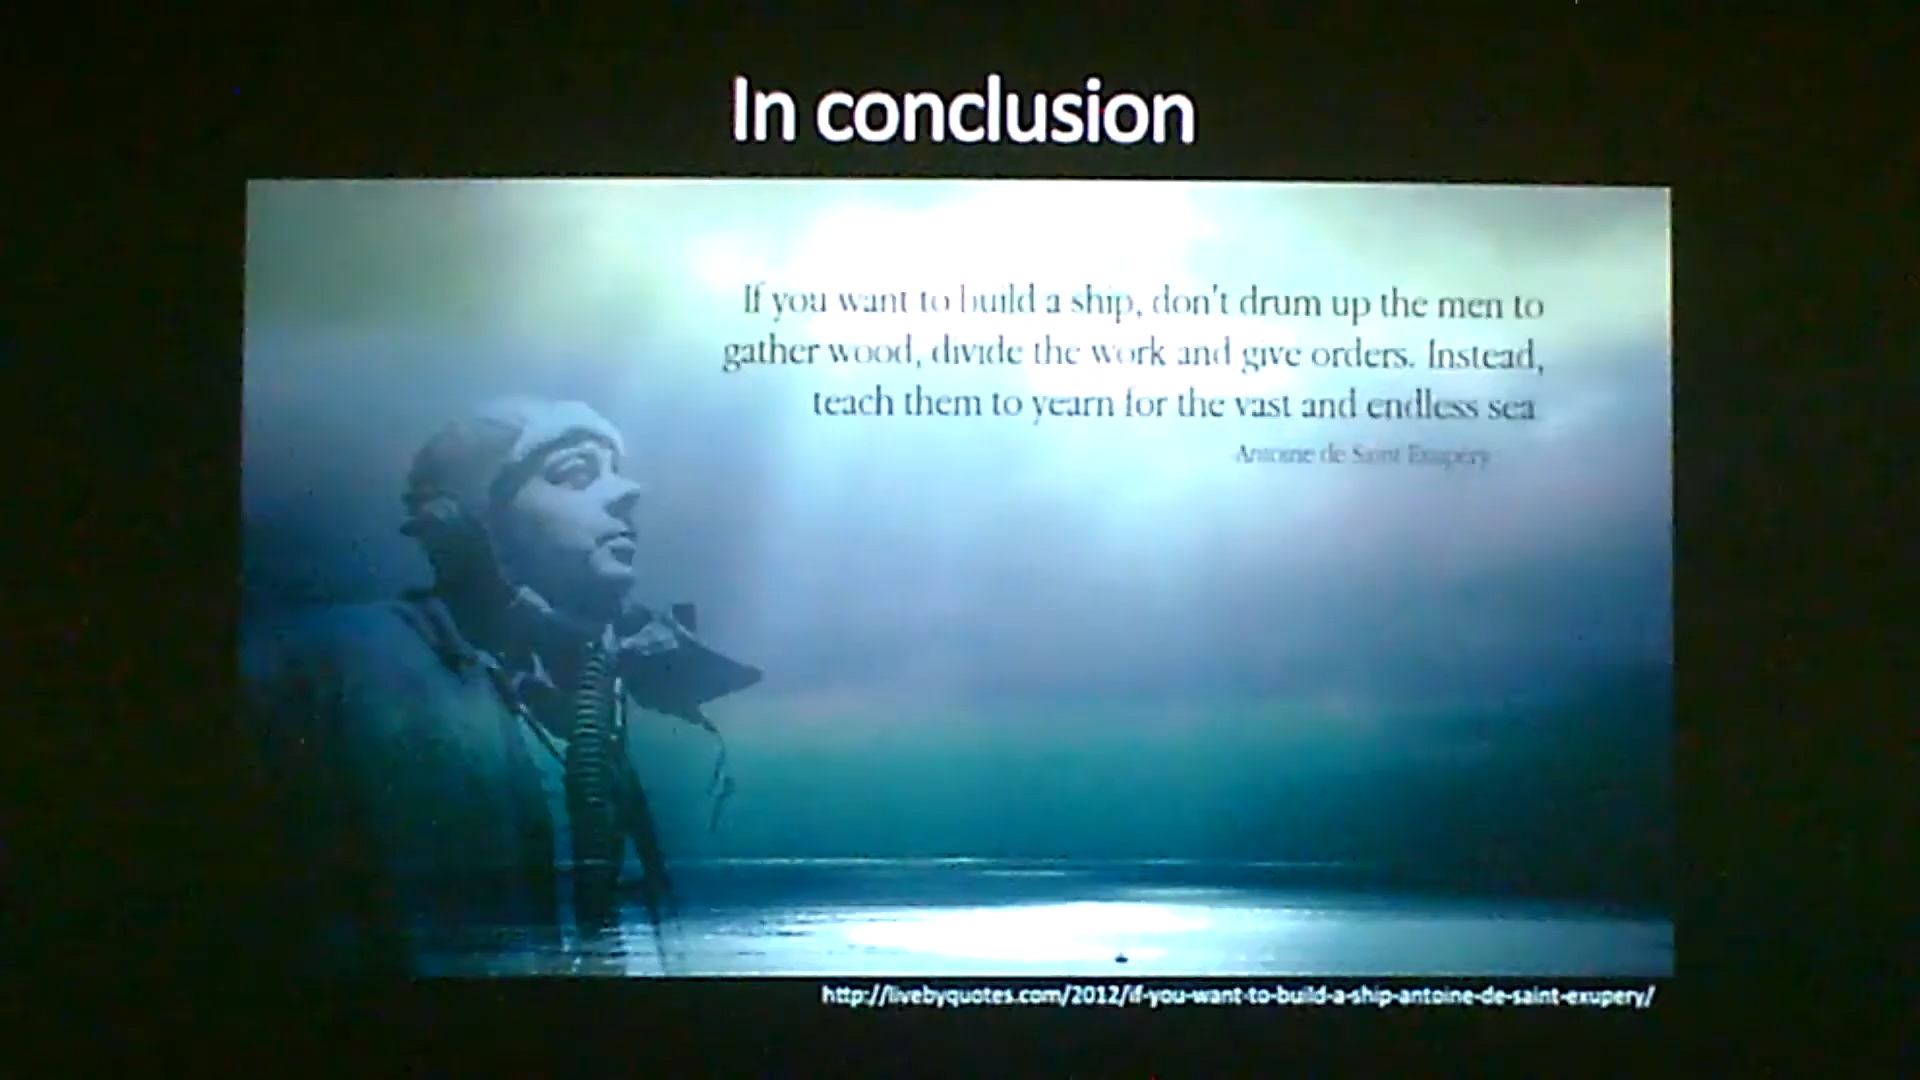 In conclusion
If you want to build a ship, don't drum up the men to
gather wood, divide the work and give orders. Instead,
teach them to yearn for the vast and endless sea
Antoine de Saint Exupéry
http://livebyquotes.com/2012/if-you-want-to-build-a-ship-antoine-de-saint-exupery/